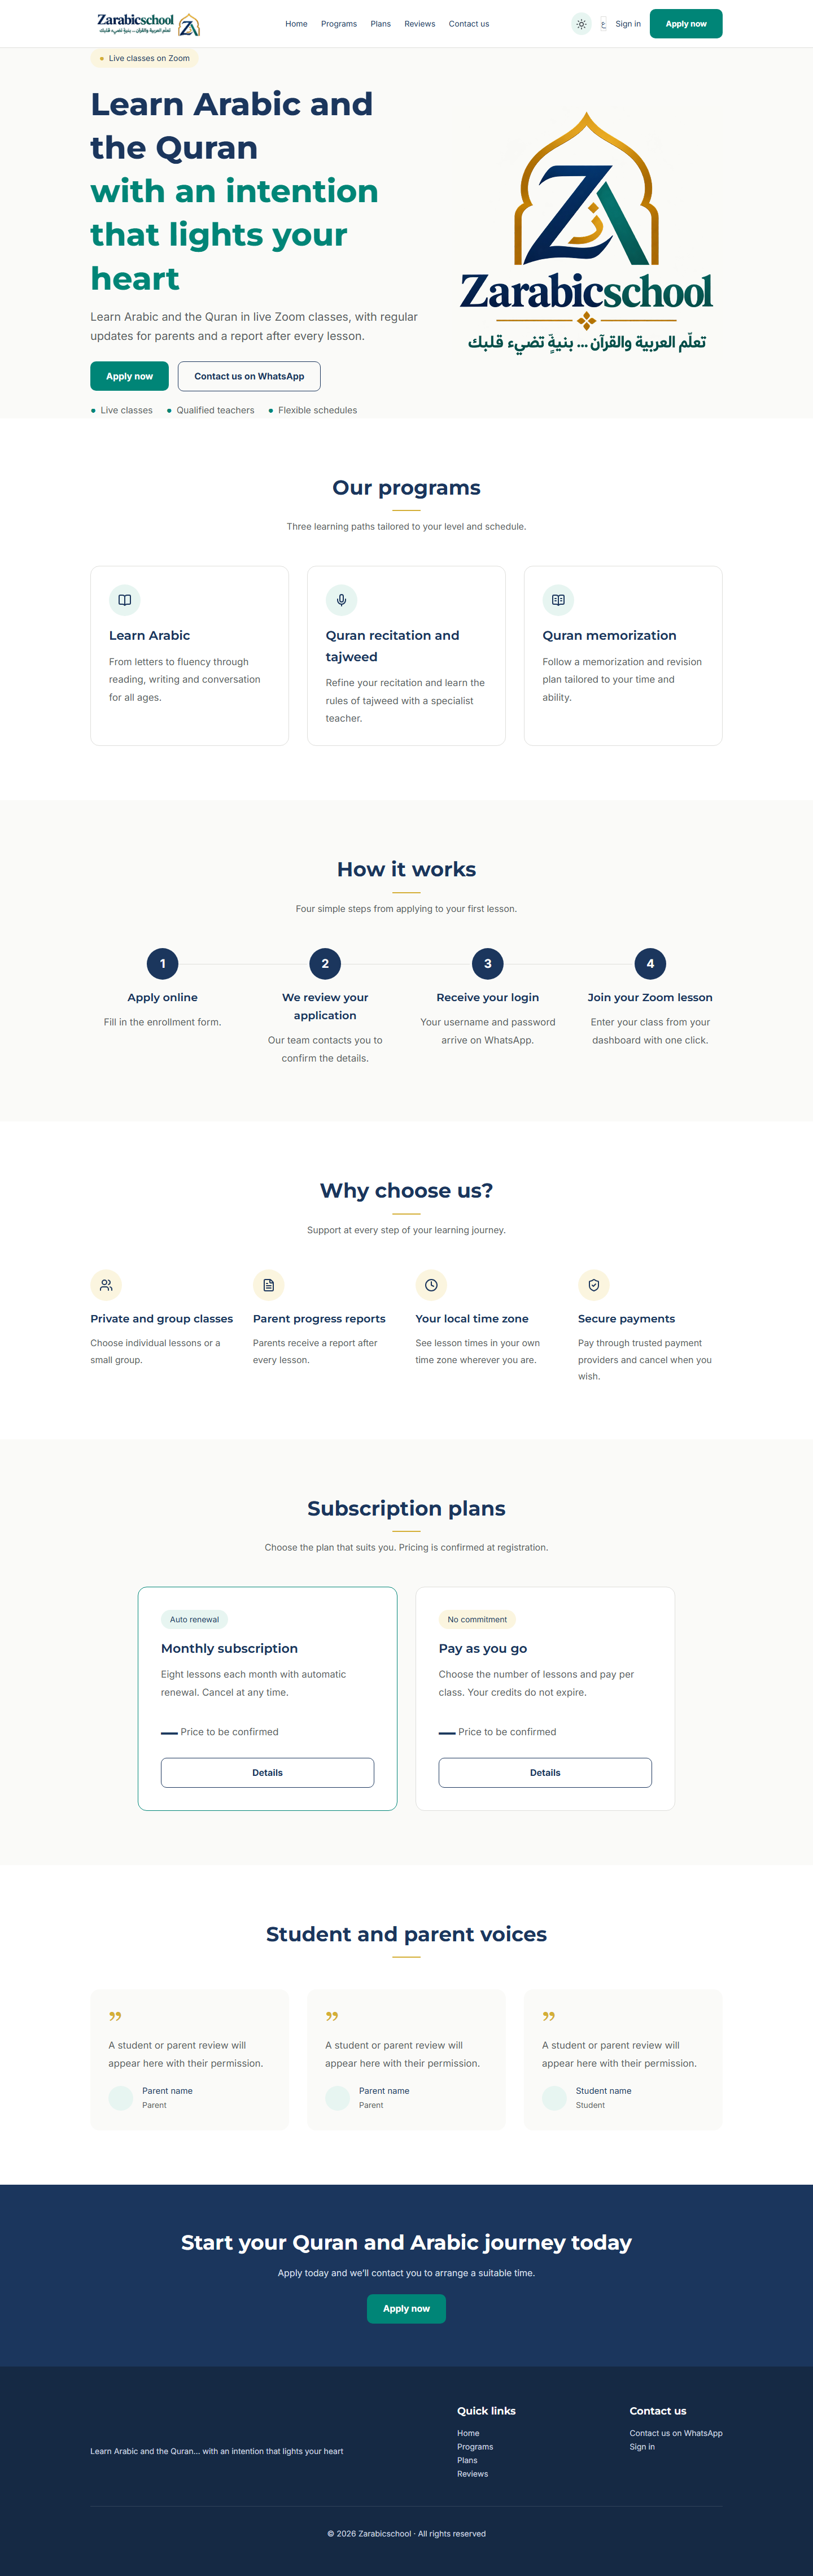 Zarabicschool
تعلّم العربية والقرآن ... بنيةٍ تضيء قلبك
Home
Programs
Plans
Reviews
Contact us
Sign in
Apply now
Live classes on Zoom
Learn Arabic and
the Quran
with an intention
that lights your
heart
Learn Arabic and the Quran in live Zoom classes, with regular
updates for parents and a report after every lesson.
Apply now
Contact us on WhatsApp
Live classes
Qualified teachers
Flexible schedules
Zarabicschool
تعلّم العربية والقرآن ... بنيةٍ تضيء قلبك
Our programs
Three learning paths tailored to your level and schedule.
Learn Arabic
From letters to fluency through
reading, writing and conversation
for all ages.
Quran recitation and
tajweed
Refine your recitation and learn the
rules of tajweed with a specialist
teacher.
Quran memorization
Follow a memorization and revision
plan tailored to your time and
ability.
How it works
Four simple steps from applying to your first lesson.
1
Apply online
Fill in the enrollment form.
2
We review your
application
Our team contacts you to
confirm the details.
3
Receive your login
Your username and password
arrive on WhatsApp.
4
Join your Zoom lesson
Enter your class from your
dashboard with one click.
Why choose us?
Support at every step of your learning journey.
Private and group classes
Choose individual lessons or a
small group.
Parent progress reports
Parents receive a report after
every lesson.
Your local time zone
See lesson times in your own
time zone wherever you are.
Secure payments
Pay through trusted payment
providers and cancel when you
wish.
Subscription plans
Choose the plan that suits you. Pricing is confirmed at registration.
Auto renewal
Monthly subscription
Eight lessons each month with automatic
renewal. Cancel at any time.
— Price to be confirmed
Details
No commitment
Pay as you go
Choose the number of lessons and pay per
class. Your credits do not expire.
— Price to be confirmed
Details
Student and parent voices
”
A student or parent review will
appear here with their permission.
Parent name
Parent
”
A student or parent review will
appear here with their permission.
Parent name
Parent
”
A student or parent review will
appear here with their permission.
Student name
Student
Start your Quran and Arabic journey today
Apply today and we'll contact you to arrange a suitable time.
Apply now
Learn Arabic and the Quran... with an intention that lights your heart
Quick links
Home
Programs
Plans
Reviews
Contact us
Contact us on WhatsApp
Sign in
© 2026 Zarabicschool · All rights reserved